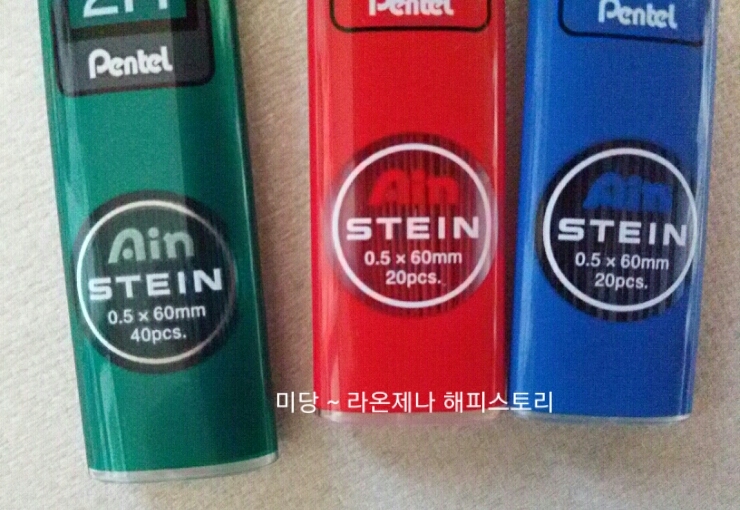 2H
Pentel
Ain
STEIN
0.5 × 60mm
40pcs.
Pentel
Ain
STEIN
0.5 × 60mm
20pcs.
Pentel
Ain
STEIN
0.5 × 60mm
20pcs.
미당 ~ 라온제나 해피스토리